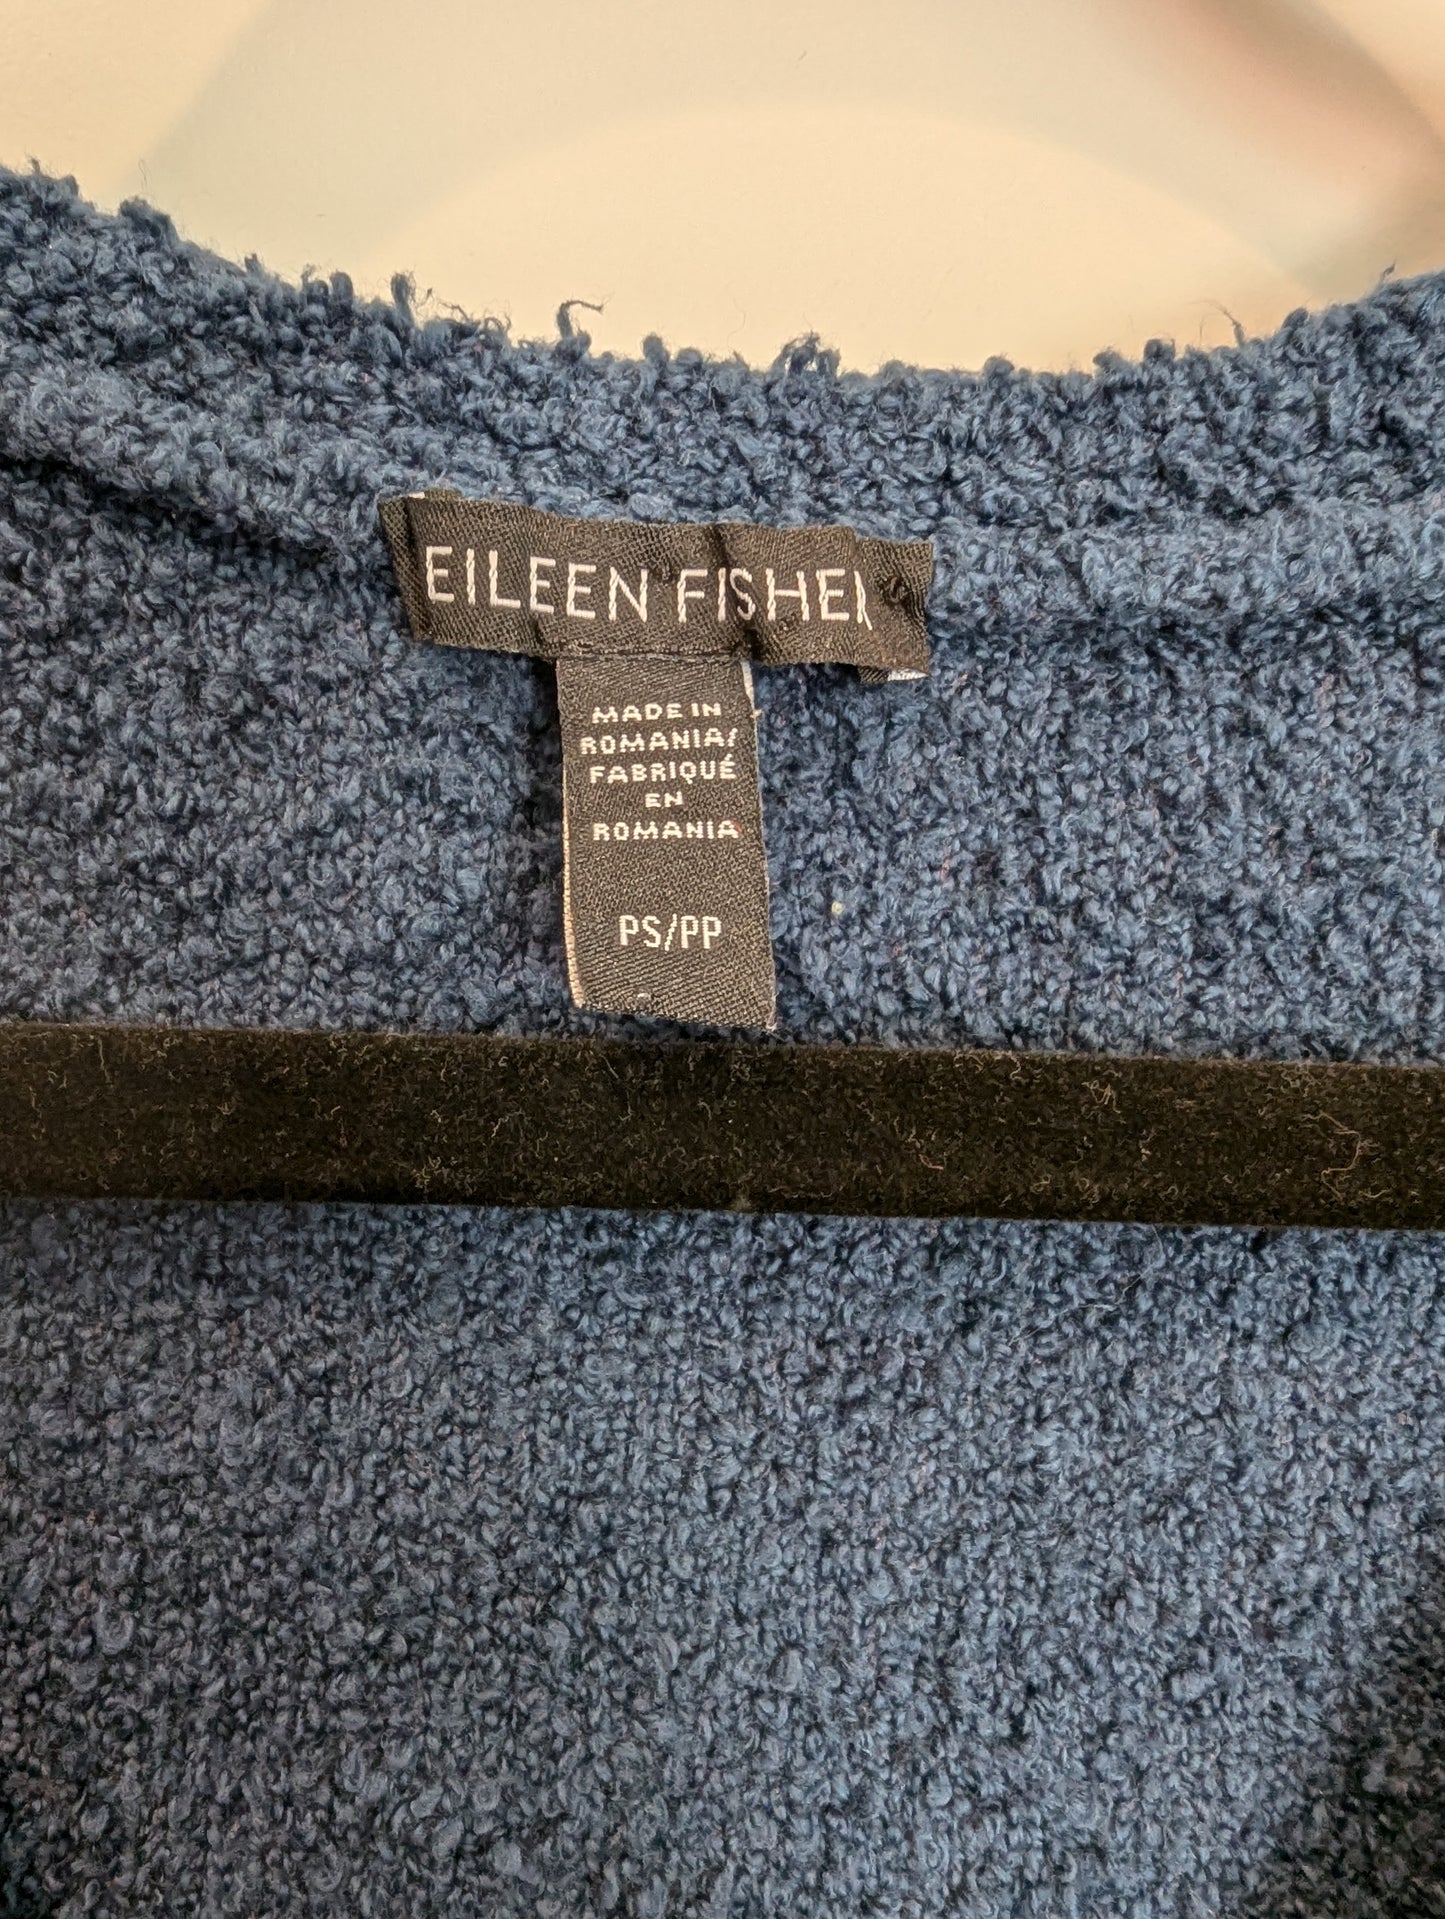 EILEEN FISHER
MADE IN
ROMANIA/
FABRIQUÉ
EN
ROMANIA
PS/PP